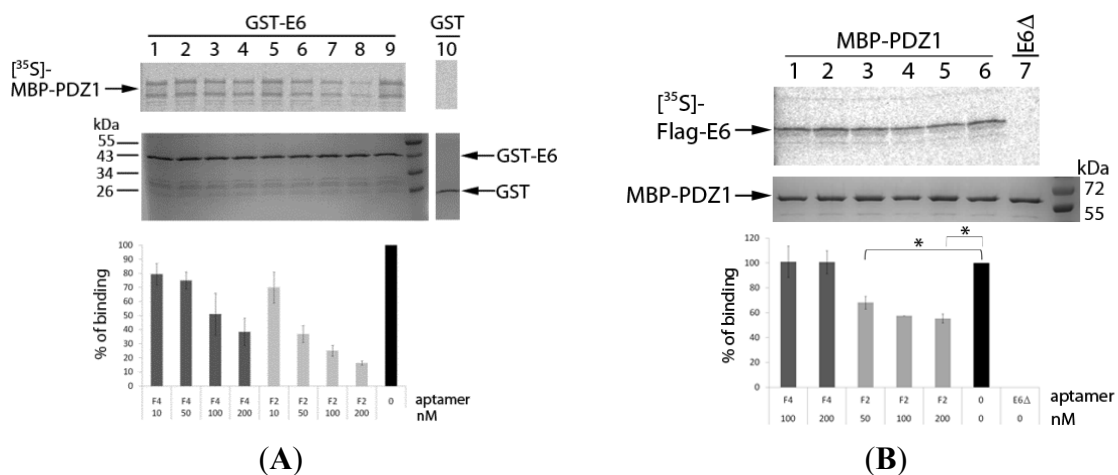 GST-E6 GST
1 2 3 4 5 6 7 8 9 10
[³⁵S]-
MBP-PDZ1
kDa
55
43 GST-E6
34
26 GST
% of binding
100
90
80
70
60
50
40
30
20
10
0
F4 F4 F4 F4 F2 F2 F2 F2 0 aptamer
10 50 100 200 10 50 100 200 nM
(A)
MBP-PDZ1 E6Δ
1 2 3 4 5 6 7
[³⁵S]-
Flag-E6
kDa
MBP-PDZ1 72
55
% of binding
120
100
80
60
40
20
0
* *
F4 F4 F2 F2 F2 0 E6Δ aptamer
100 200 50 100 200 0 0 nM
(B)